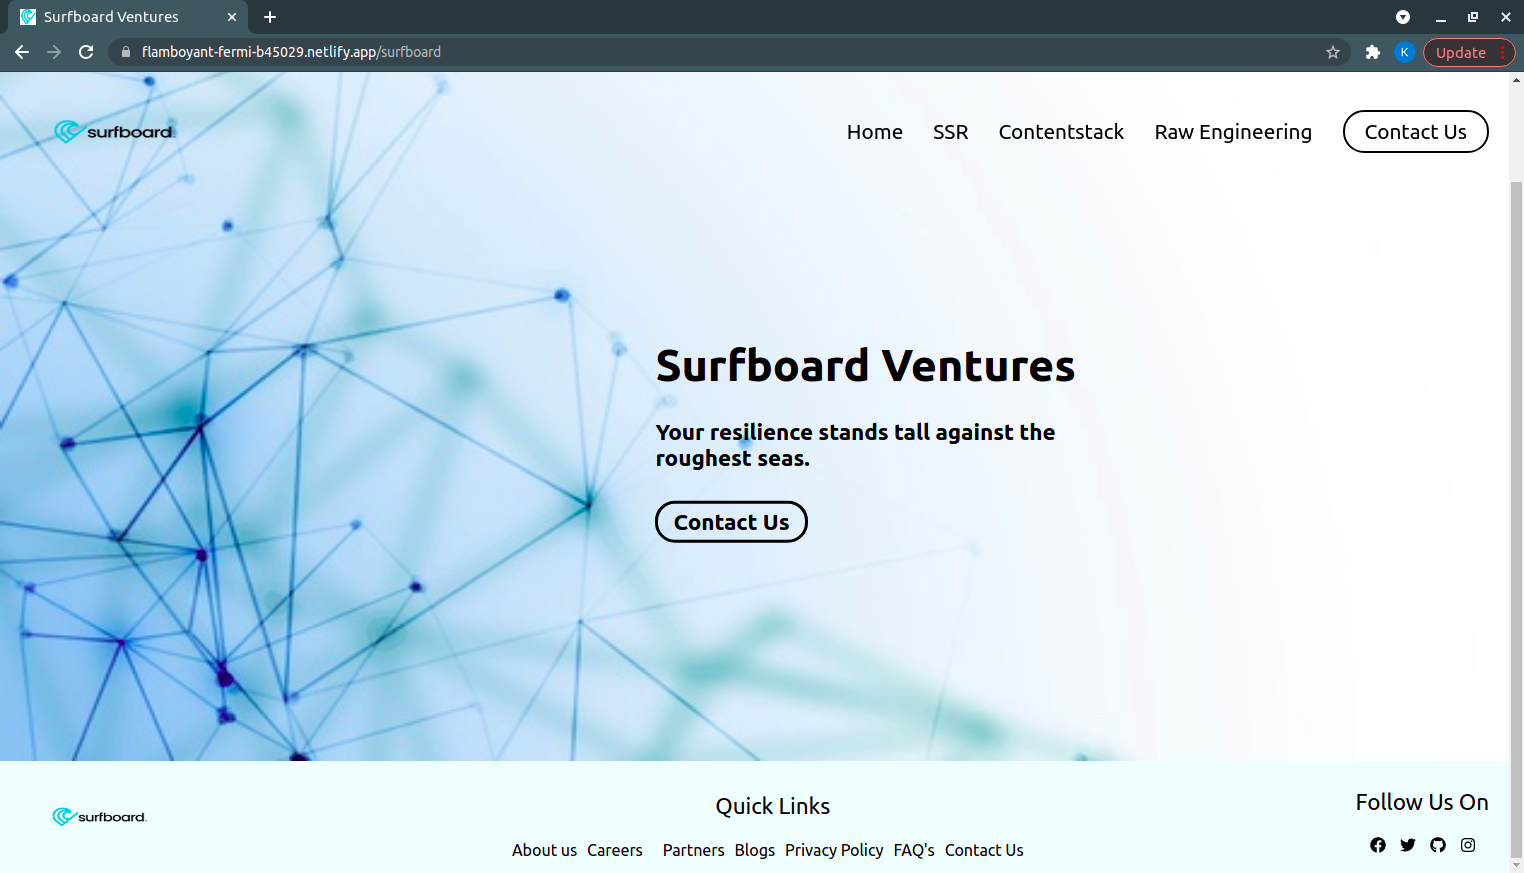 Surfboard Ventures
flamboyant-fermi-b45029.netlify.app/surfboard
K
Update
surfboard.
Home SSR Contentstack Raw Engineering Contact Us
Surfboard Ventures
Your resilience stands tall against the
roughest seas.
Contact Us
surfboard.
Quick Links
About us Careers Partners Blogs Privacy Policy FAQ's Contact Us
Follow Us On